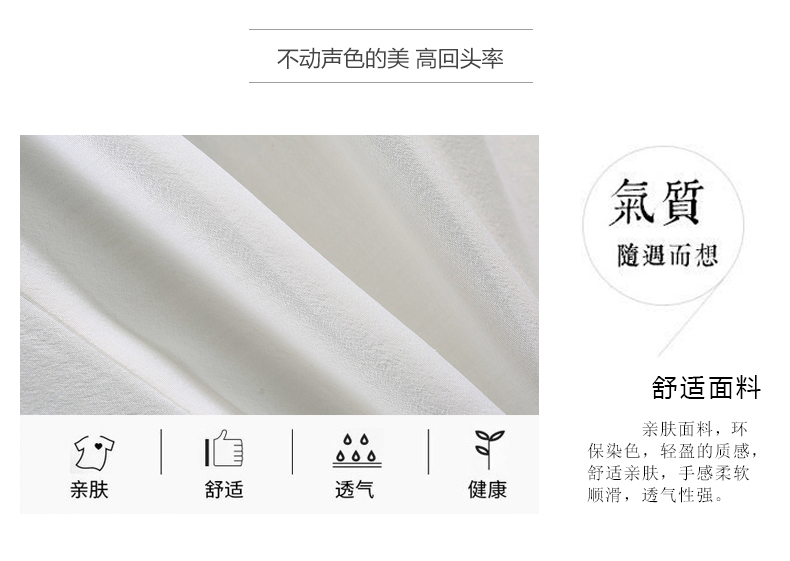 不动声色的美 高回头率
氣質
隨遇而想
舒适面料
亲肤面料，环
保染色，轻盈的质感，
舒适亲肤，手感柔软
顺滑，透气性强。
亲肤
舒适
透气
健康